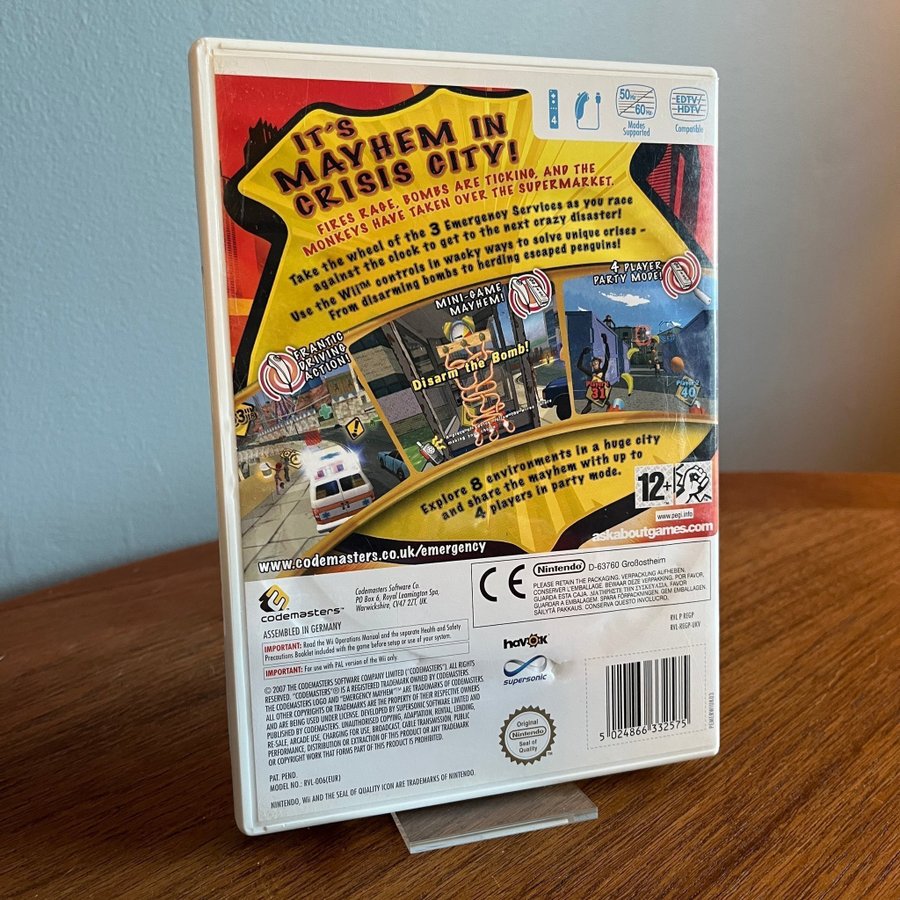 4
50Hz
60Hz
Modes
Supported
EDTV/
HDTV
Compatible
IT'S
MAYHEM IN
CRISIS CITY!
FIRES RAGE, BOMBS ARE TICKING, AND THE
MONKEYS HAVE TAKEN OVER THE SUPERMARKET.
Take the wheel of the 3 Emergency Services as you race
against the clock to get to the next crazy disaster!
Use the Wii™ controls in wacky ways to solve unique crises -
From disarming bombs to herding escaped penguins!
FRANTIC
DRIVING
ACTION!
MINI-GAME
MAYHEM!
4 PLAYER
PARTY MODE!
Disarm the Bomb!
31
Player 2
40
Explore 8 environments in a huge city
and share the mayhem with up to
4 players in party mode.
12+
www.pegi.info
askaboutgames.com
www.codemasters.co.uk/emergency
codemasters™
Codemasters Software Co.
PO Box 6, Royal Leamington Spa,
Warwickshire, CV47 2ZT, UK.
CE
Nintendo D-63760 Großostheim
PLEASE RETAIN THE PACKAGING. VERPACKUNG AUFHEBEN.
CONSERVER L'EMBALLAGE. BEWAAR DEZE VERPAKKING. POR FAVOR,
GUARDA ESTA CAJA. ΔΙΑΤΗΡΗΣΤΕ ΤΗΝ ΣΥΣΚΕΥΑΣΙΑ. FAVOR
GUARDAR A EMBALAGEM. SPARA FÖRPACKNINGEN. GEM EMBALLAGEN.
SÄILYTÄ PAKKAUS. CONSERVA QUESTO INVOLUCRO.
RVL P REGP
RVL-REGP-UKV
ASSEMBLED IN GERMANY
IMPORTANT: Read the Wii Operations Manual and the separate Health and Safety
Precautions Booklet included with the game before setup or use of your system.
IMPORTANT: For use with PAL version of the Wii only.
© 2007 THE CODEMASTERS SOFTWARE COMPANY LIMITED ("CODEMASTERS"). ALL RIGHTS
RESERVED. "CODEMASTERS"® IS A REGISTERED TRADEMARK OWNED BY CODEMASTERS.
THE CODEMASTERS LOGO AND "EMERGENCY MAYHEM"™ ARE TRADEMARKS OF CODEMASTERS
ALL OTHER COPYRIGHTS OR TRADEMARKS ARE THE PROPERTY OF THEIR RESPECTIVE OWNERS
AND ARE BEING USED UNDER LICENSE. DEVELOPED BY SUPERSONIC SOFTWARE LIMITED AND
PUBLISHED BY CODEMASTERS. UNAUTHORISED COPYING, ADAPTATION, RENTAL, LENDING,
RE-SALE, ARCADE USE, CHARGING FOR USE, BROADCAST, CABLE TRANSMISSION, PUBLIC
PERFORMANCE, DISTRIBUTION OR EXTRACTION OF THIS PRODUCT OR ANY TRADEMARK
OR COPYRIGHT WORK THAT FORMS PART OF THIS PRODUCT IS PROHIBITED.
PAT. PEND.
MODEL NO.: RVL-006(EUR)
NINTENDO, Wii AND THE SEAL OF QUALITY ICON ARE TRADEMARKS OF NINTENDO.
havok
supersonic
Original
Nintendo
Seal of
Quality
5 024866 332575